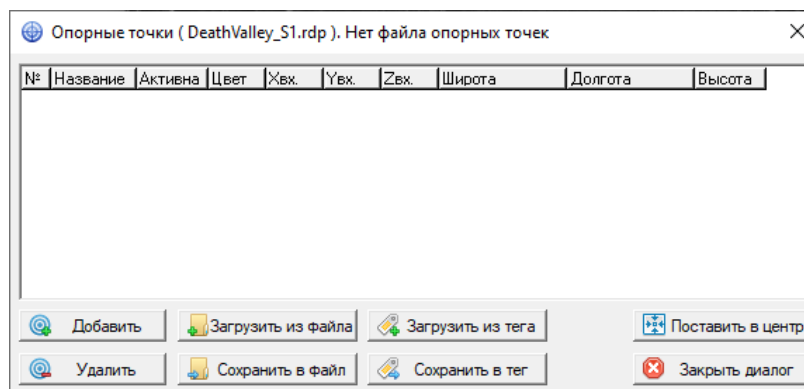 Опорные точки ( DeathValley_S1.rdp ). Нет файла опорных точек
№ Название Активна Цвет Xвх. Yвх. Zвх. Широта Долгота Высота
Добавить Загрузить из файла Загрузить из тега Поставить в центр
Удалить Сохранить в файл Сохранить в тег Закрыть диалог